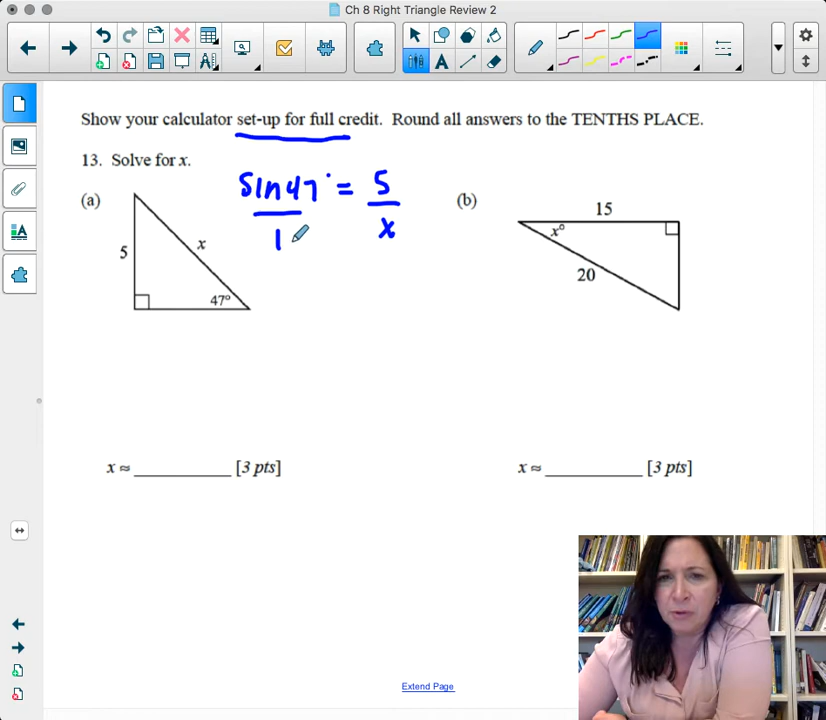 Ch 8 Right Triangle Review 2
Show your calculator set-up for full credit. Round all answers to the TENTHS PLACE.
13. Solve for x.
(a)
sin 47° = 5
1 x
5
x
47°
(b)
15
x°
20
x ≈ __________ [3 pts]
x ≈ __________ [3 pts]
Extend Page